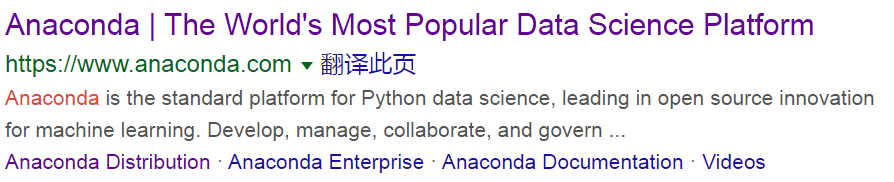 Anaconda | The World's Most Popular Data Science Platform
https://www.anaconda.com 翻译此页
Anaconda is the standard platform for Python data science, leading in open source innovation
for machine learning. Develop, manage, collaborate, and govern ...
Anaconda Distribution · Anaconda Enterprise · Anaconda Documentation · Videos